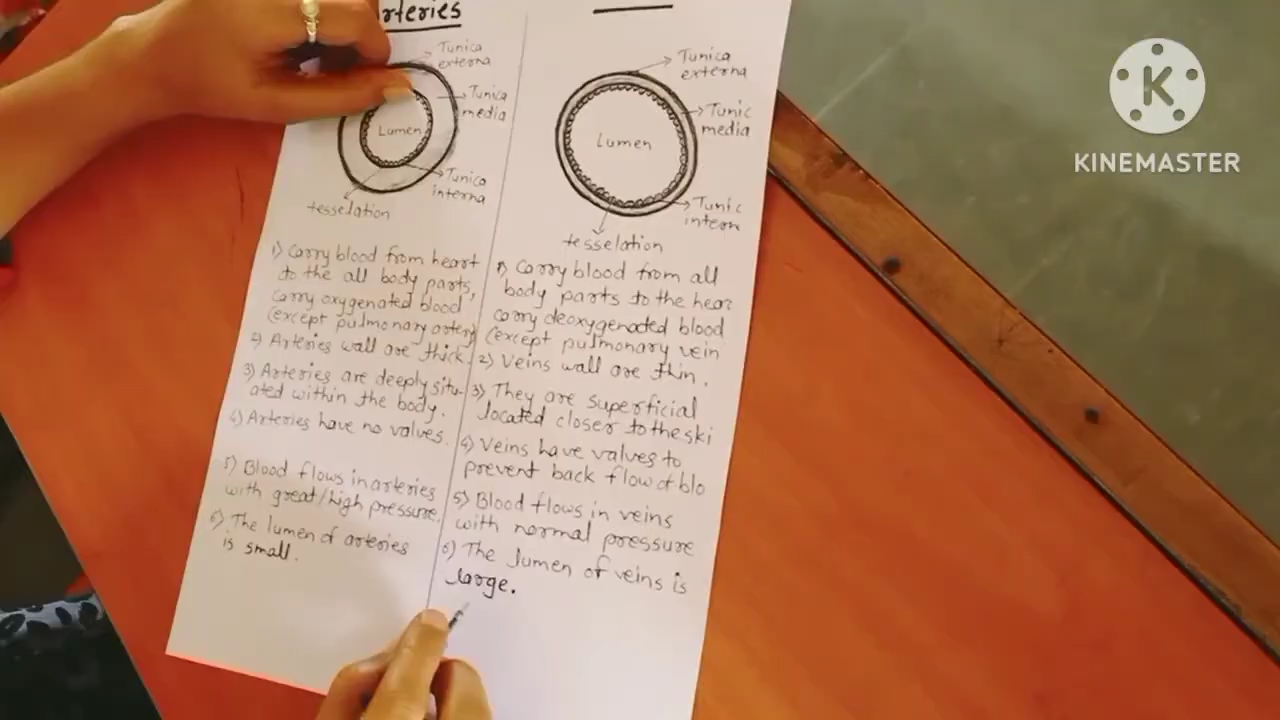 rteries
Tunica
externa
Tunica
media
Lumen
Tunica
interna
tesselation
1) Carry blood from heart
to the all body parts,
carry oxygenated blood
(except pulmonary artery)
2) Arteries wall are thick.
3) Arteries are deeply situ-
ated within the body.
4) Arteries have no valves.
5) Blood flows in arteries
with great/high pressure.
6) The lumen of arteries
is small.
Tunica
externa
Tunic
media
Lumen
Tunic
intern
tesselation
1) Carry blood from all
body parts to the hear
carry deoxygenated blood
(except pulmonary vein
2) Veins wall are thin.
3) They are superficial
located closer to the ski
4) Veins have valves to
prevent back flow of blo
5) Blood flows in veins
with normal pressure
6) The lumen of veins is
large.
K
KINEMASTER